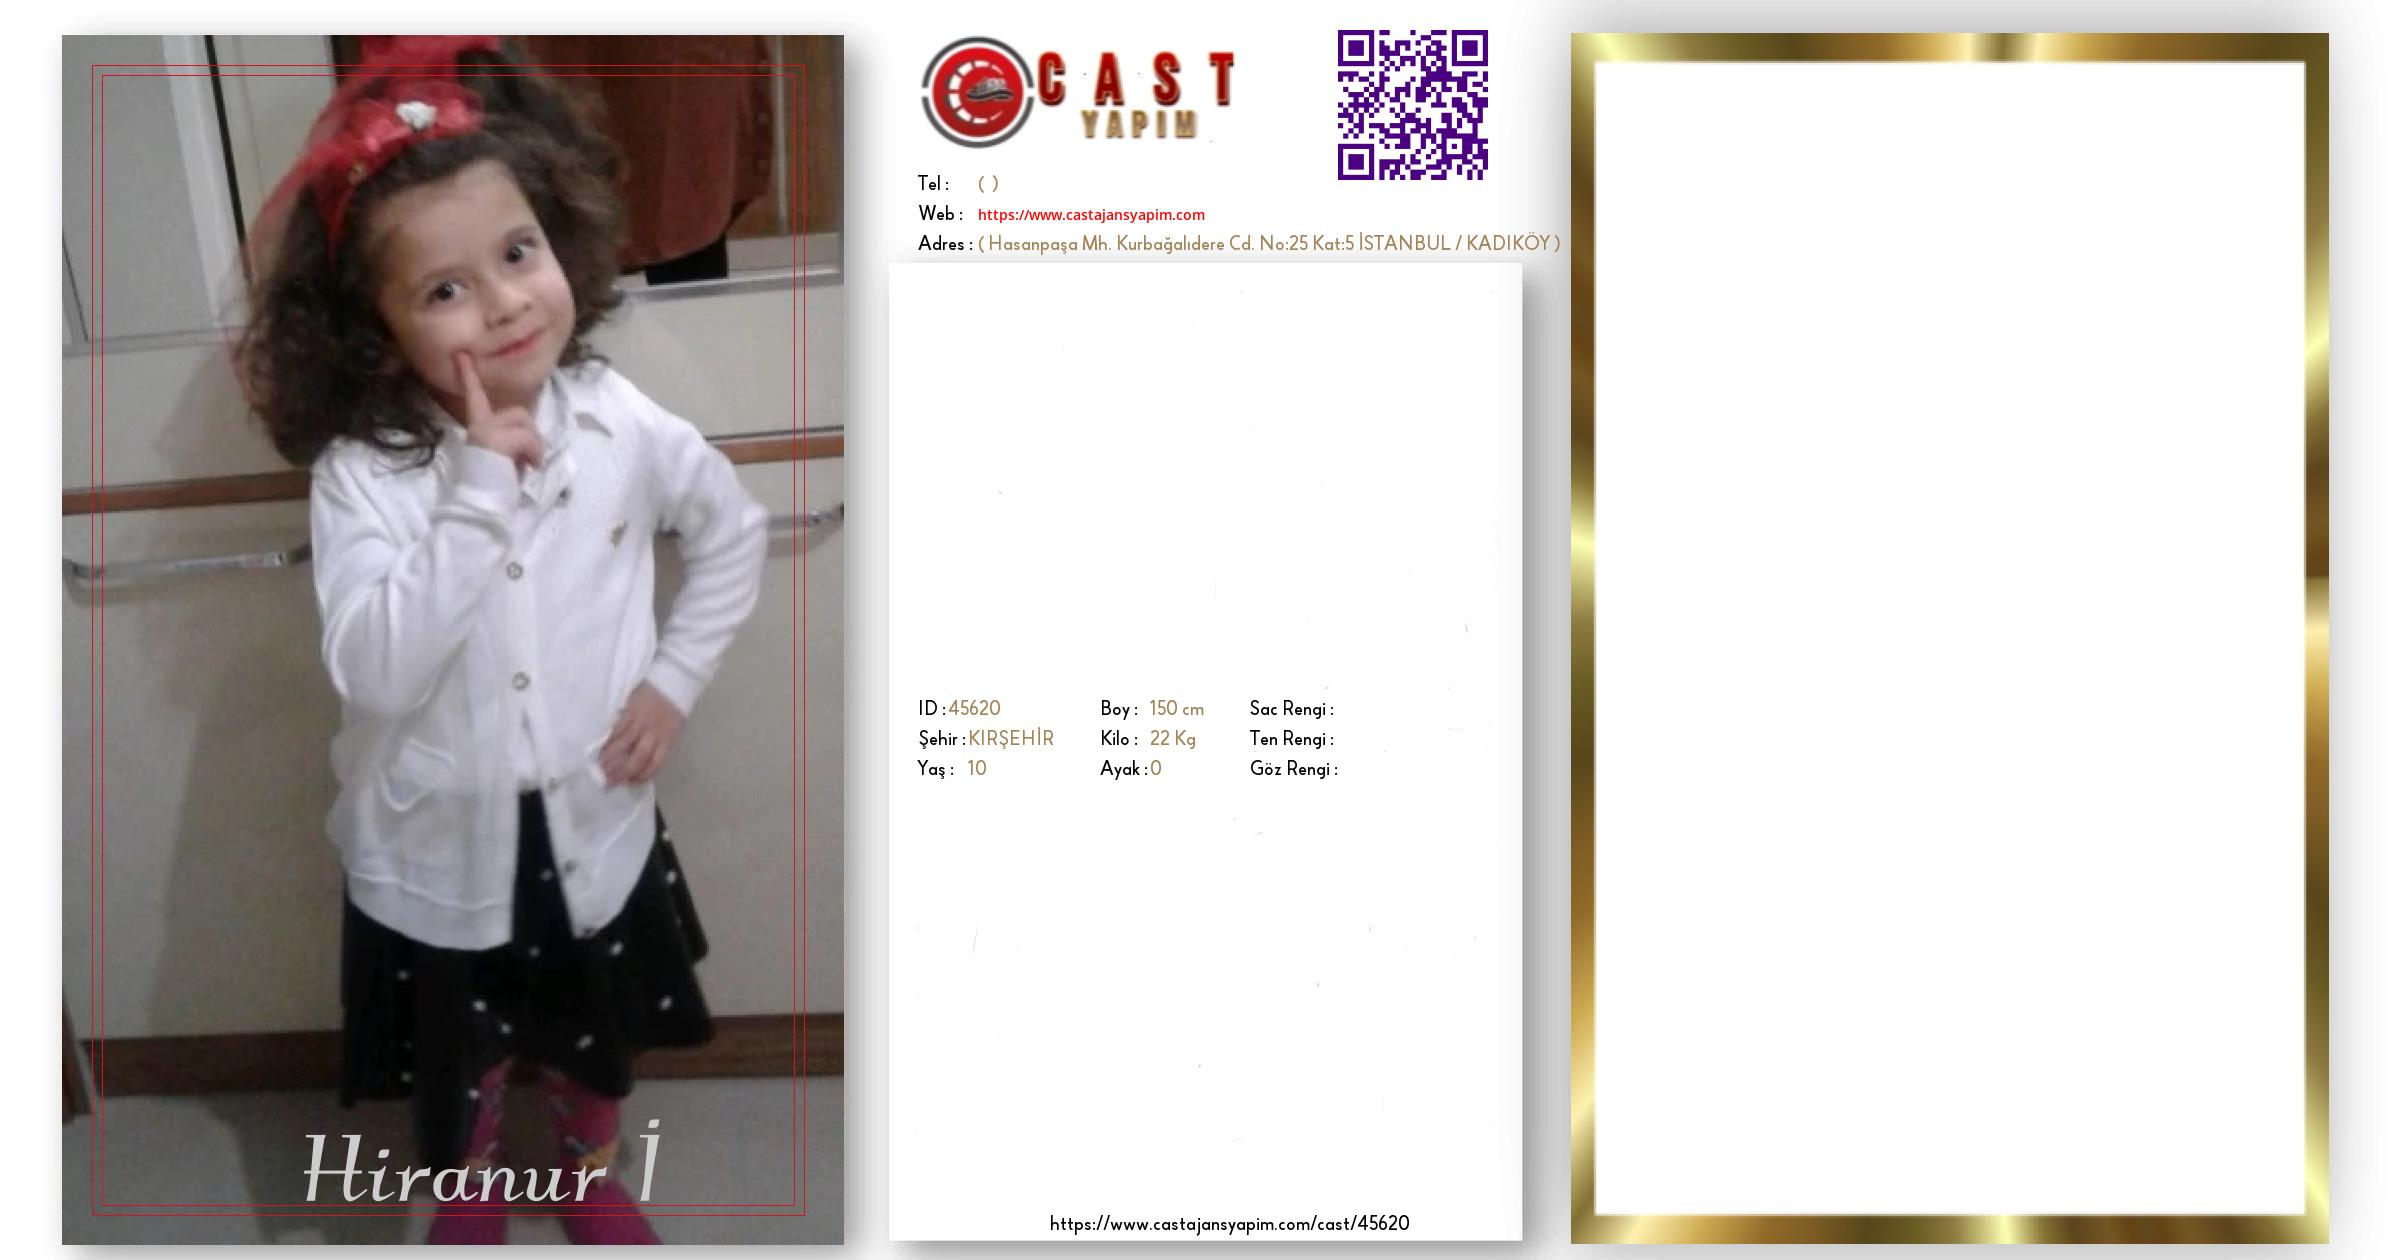 Hiranur İ
CAST
YAPIM
Tel : ( )
Web : https://www.castajansyapim.com
Adres : ( Hasanpaşa Mh. Kurbağalıdere Cd. No:25 Kat:5 İSTANBUL / KADIKÖY )
ID : 45620 Boy : 150 cm Sac Rengi :
Şehir : KIRŞEHİR Kilo : 22 Kg Ten Rengi :
Yaş : 10 Ayak : 0 Göz Rengi :
https://www.castajansyapim.com/cast/45620